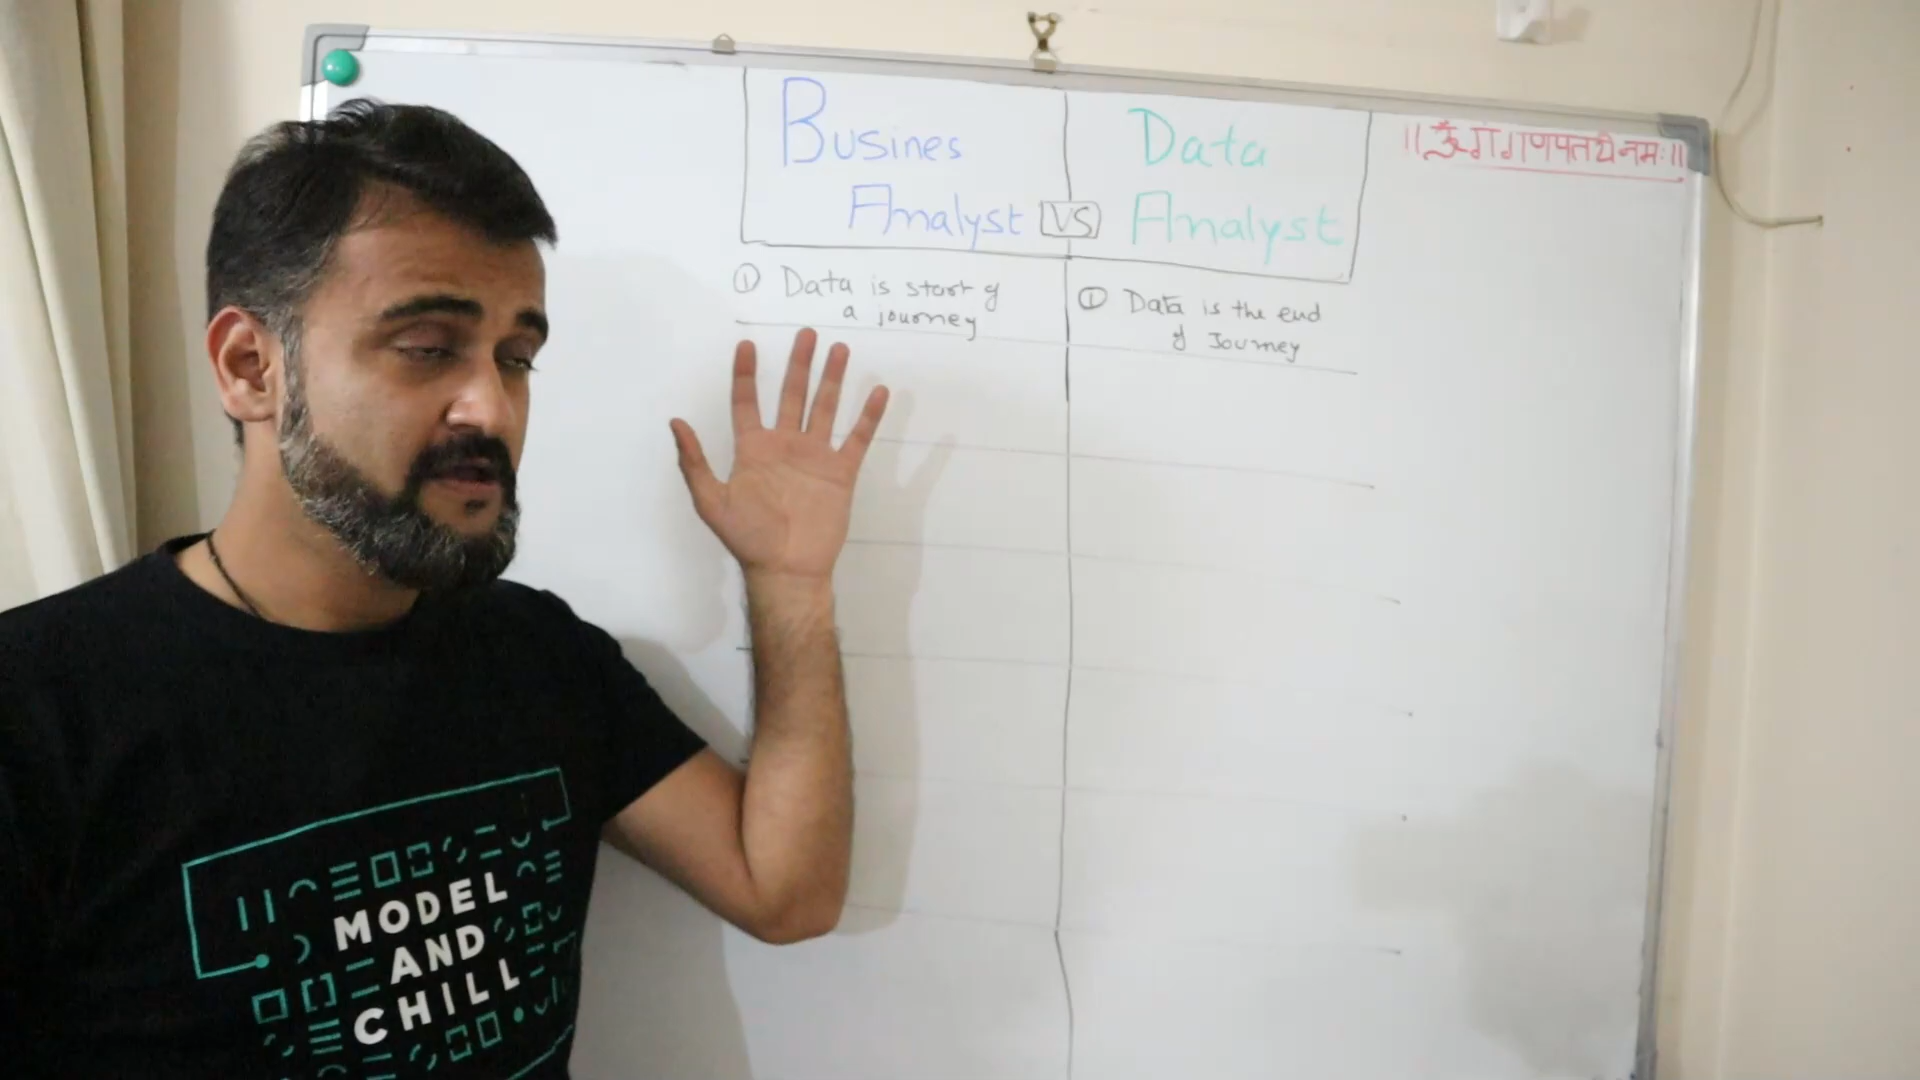 Busines
Analyst
VS
Data
Analyst
॥ ॐ गं गणपतये नमः ॥
① Data is start of
a journey
① Data is the end
of Journey
MODEL
AND
CHILL